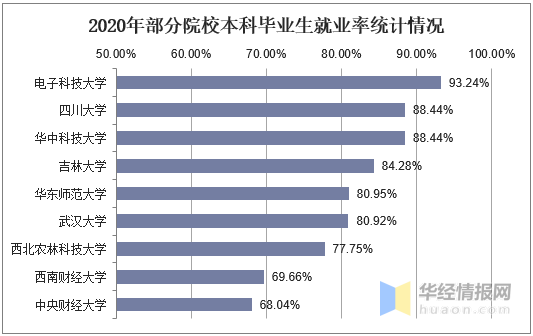 2020年部分院校本科毕业生就业率统计情况
50.00% 60.00% 70.00% 80.00% 90.00% 100.00%
电子科技大学 93.24%
四川大学 88.44%
华中科技大学 88.44%
吉林大学 84.28%
华东师范大学 80.95%
武汉大学 80.92%
西北农林科技大学 77.75%
西南财经大学 69.66%
中央财经大学 68.04%
华经情报网
huaon.com